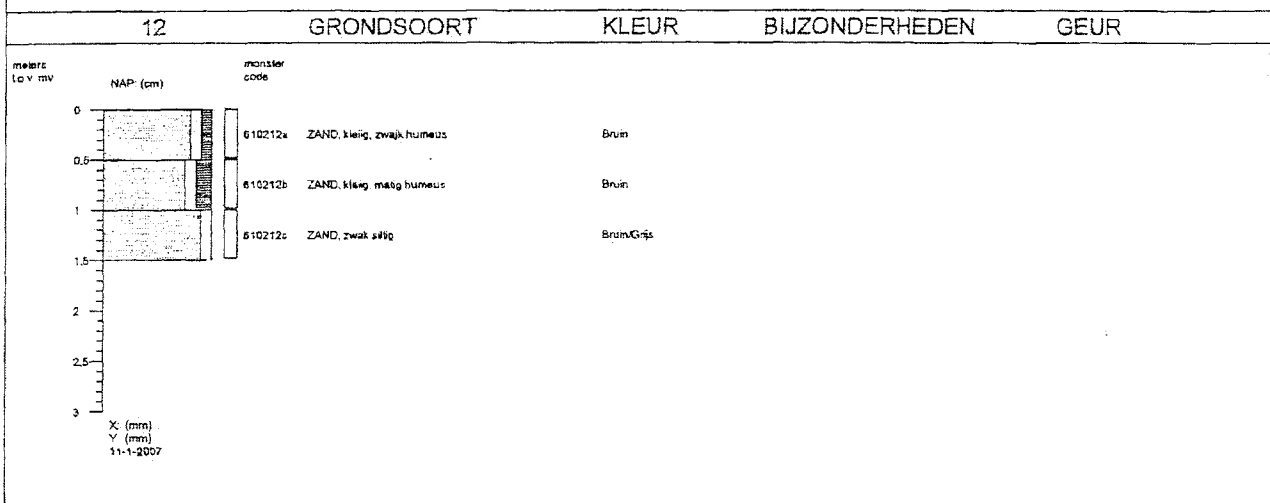 12 GRONDSOORT KLEUR BIJZONDERHEDEN GEUR
meters
t.o.v. mv
NAP: (cm)
monster
code
0
610212a ZAND, kleiig, zwajk humeus Bruin
0,5
610212b ZAND, kleiig, matig humeus Bruin
1
610212c ZAND, zwak siltig Bruin/Grijs
1,5
2
2,5
3
X: (mm)
Y: (mm)
11-1-2007